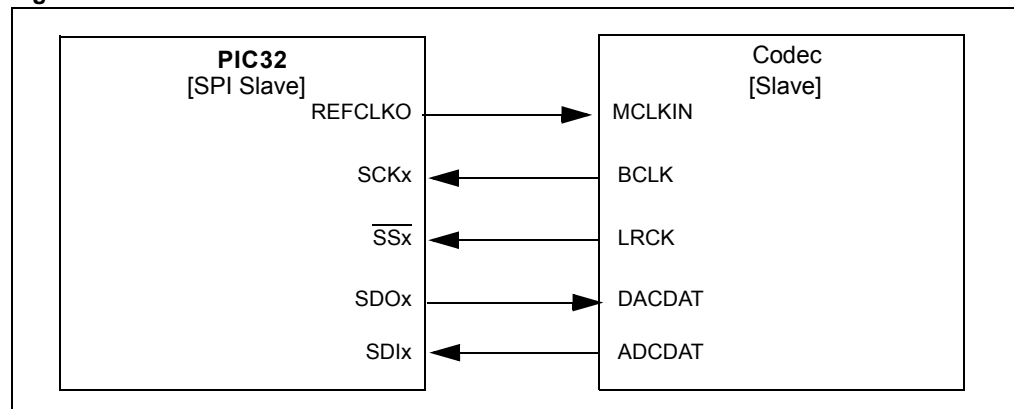 PIC32
[SPI Slave]
Codec
[Slave]
REFCLKO
MCLKIN
SCKx
BCLK
SSx
LRCK
SDOx
DACDAT
SDIx
ADCDAT